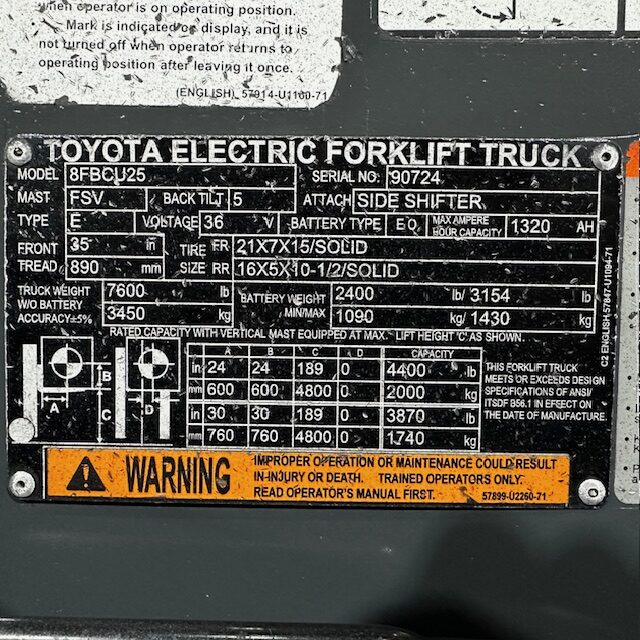 when operator is on operating position.
Mark is indicated on display, and it is
not turned off when operator returns to
operating position after leaving it once.
(ENGLISH) 57914-U1160-71
TOYOTA ELECTRIC FORKLIFT TRUCK
MODEL 8FBCU25 SERIAL NO. 90724
MAST FSV BACK TILT 5 ATTACH SIDE SHIFTER
TYPE E VOLTAGE 36 V BATTERY TYPE EO MAX AMPERE HOUR CAPACITY 1320 AH
FRONT TREAD 35 in 890 mm
TIRE SIZE FR 21X7X15/SOLID
RR 16X5X10-1/2/SOLID
TRUCK WEIGHT W/O BATTERY ACCURACY±5% 7600 lb 3450 kg
BATTERY WEIGHT MIN/MAX 2400 lb/ 3154 lb
1090 kg/ 1430 kg
RATED CAPACITY WITH VERTICAL MAST EQUIPPED AT MAX. LIFT HEIGHT 'C' AS SHOWN.
A B C D CAPACITY
in 24 24 189 0 4400 lb
mm 600 600 4800 0 2000 kg
in 30 30 189 0 3870 lb
mm 760 760 4800 0 1740 kg
A B C D
THIS FORKLIFT TRUCK
MEETS OR EXCEEDS DESIGN
SPECIFICATIONS OF ANSI/
ITSDF B56.1 IN EFFECT ON
THE DATE OF MANUFACTURE.
C2 ENGLISH 57847-U1094-71
WARNING
IMPROPER OPERATION OR MAINTENANCE COULD RESULT
IN INJURY OR DEATH. TRAINED OPERATORS ONLY.
READ OPERATOR'S MANUAL FIRST. 57899-U2260-71